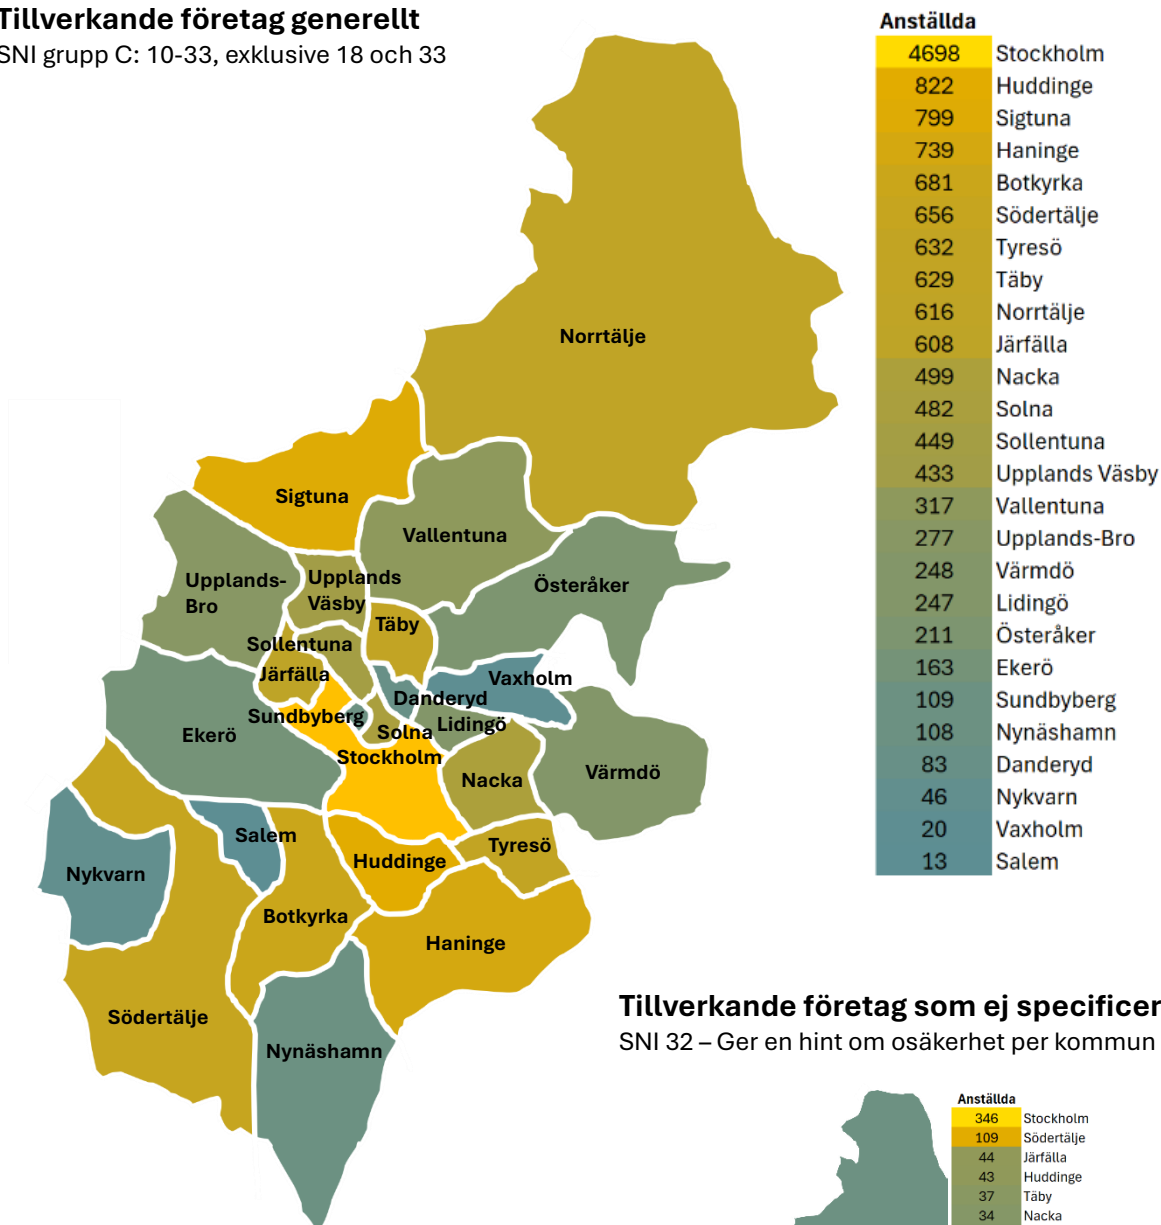 Tillverkande företag generellt
SNI grupp C: 10-33, exklusive 18 och 33
Anställda
4698 Stockholm
822 Huddinge
799 Sigtuna
739 Haninge
681 Botkyrka
656 Södertälje
632 Tyresö
629 Täby
616 Norrtälje
608 Järfälla
499 Nacka
482 Solna
449 Sollentuna
433 Upplands Väsby
317 Vallentuna
277 Upplands-Bro
248 Värmdö
247 Lidingö
211 Österåker
163 Ekerö
109 Sundbyberg
108 Nynäshamn
83 Danderyd
46 Nykvarn
20 Vaxholm
13 Salem
Norrtälje
Sigtuna
Vallentuna
Upplands-
Bro
Upplands
Väsby
Österåker
Täby
Sollentuna
Järfälla
Vaxholm
Danderyd
Sundbyberg
Lidingö
Solna
Ekerö
Stockholm
Värmdö
Nacka
Salem
Tyresö
Huddinge
Nykvarn
Botkyrka
Haninge
Södertälje
Nynäshamn
Tillverkande företag som ej specificer
SNI 32 – Ger en hint om osäkerhet per kommun
Anställda
346 Stockholm
109 Södertälje
44 Järfälla
43 Huddinge
37 Täby
34 Nacka